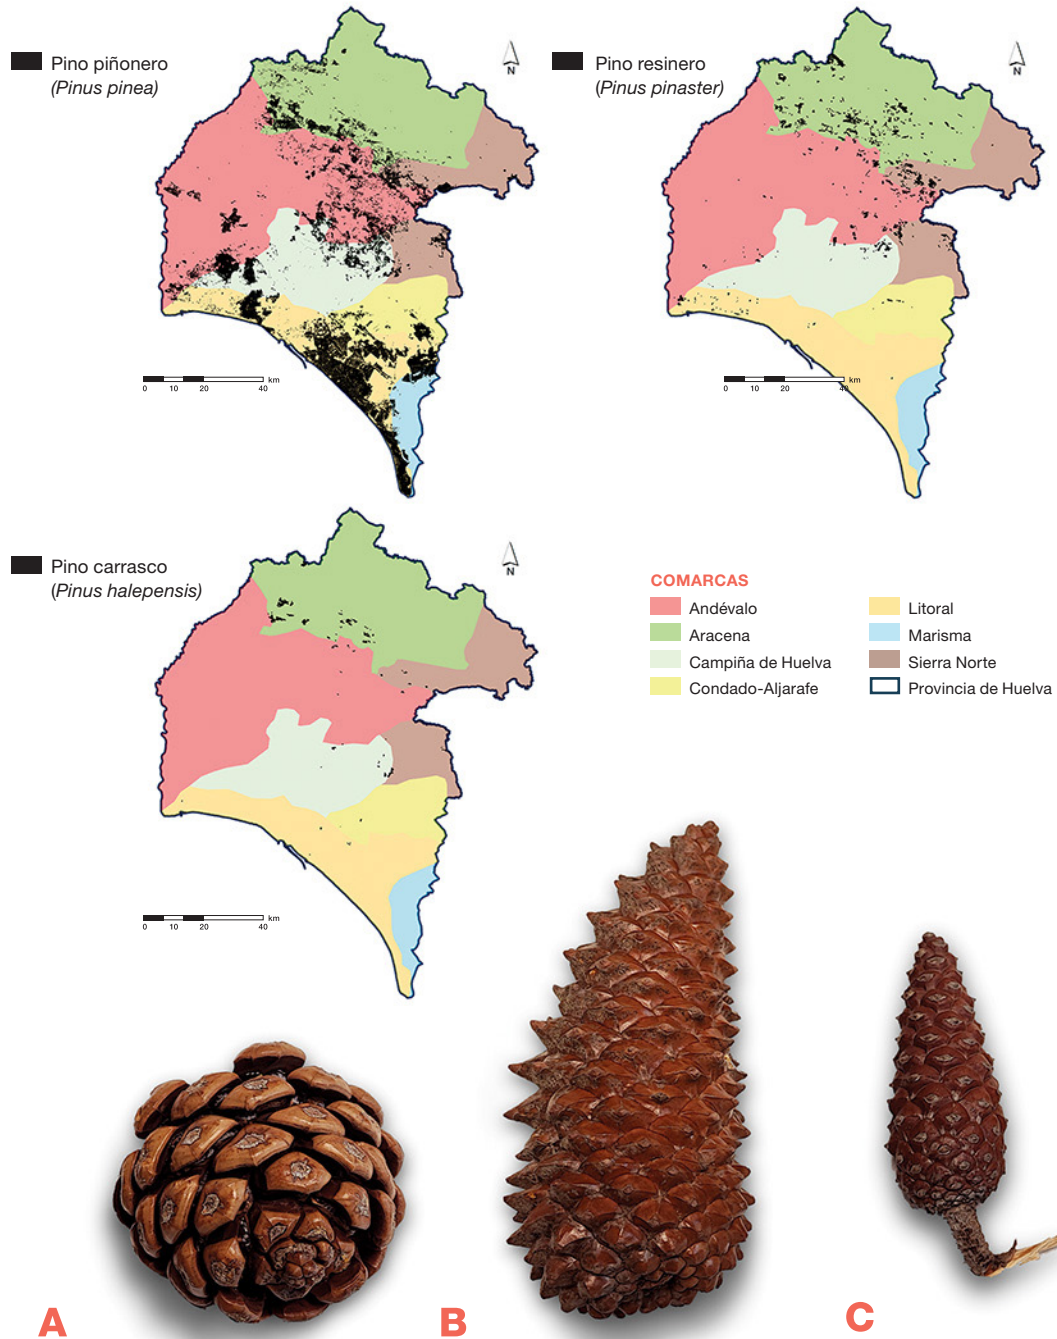 Pino piñonero
(Pinus pinea)
N
km
0 10 20 40
Pino resinero
(Pinus pinaster)
N
km
0 10 20 40
Pino carrasco
(Pinus halepensis)
N
km
0 10 20 40
COMARCAS
Andévalo
Aracena
Campiña de Huelva
Condado-Aljarafe
Litoral
Marisma
Sierra Norte
Provincia de Huelva
A
B
C